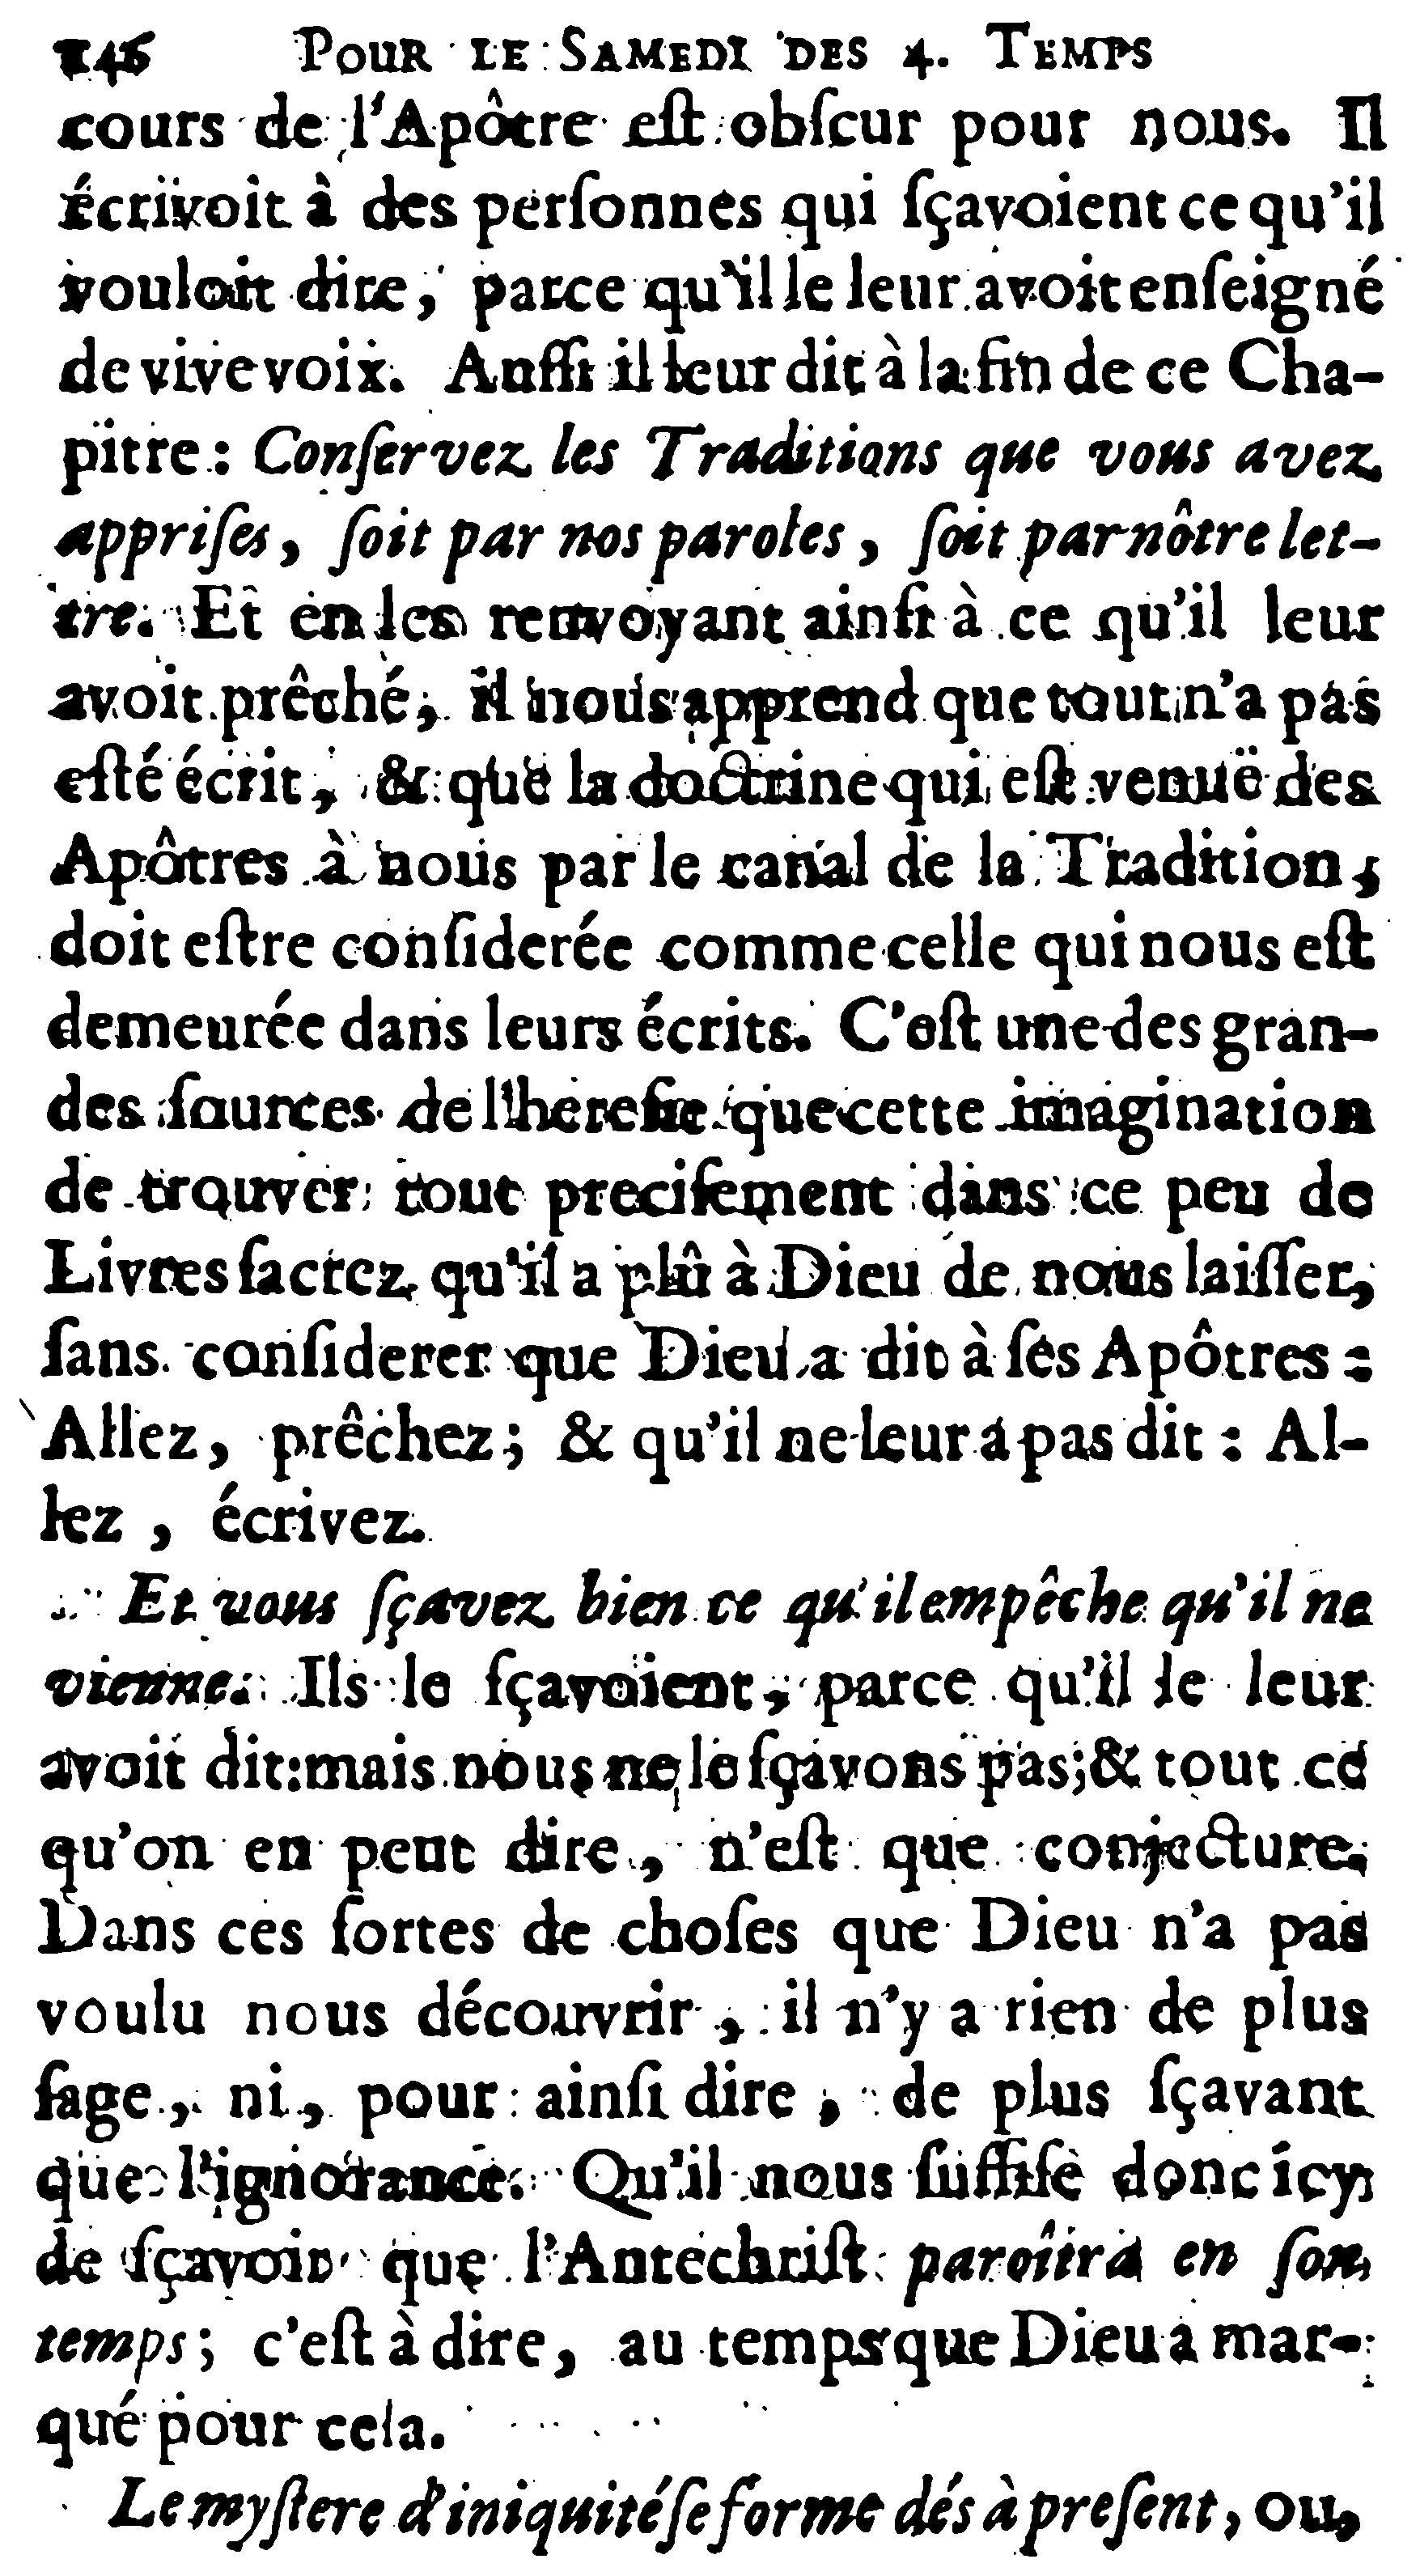 146 POUR LE SAMEDI DES 4. TEMPS
cours de l'Apôtre eſt obſcur pour nous. Il
écrivoit à des perſonnes qui ſçavoient ce qu'il
vouloit dire, parce qu'il le leur avoit enſeigné
de vive voix. Auſſi il leur dit à la fin de ce Cha-
pitre : Conſervez les Traditions que vous avez
appriſes, ſoit par nos paroles, ſoit par nôtre let-
tre. Et en les renvoyant ainſi à ce qu'il leur
avoit prêché, il nous apprend que tout n'a pas
eſté écrit, & que la doctrine qui eſt venuë des
Apôtres à nous par le canal de la Tradition,
doit eſtre conſiderée comme celle qui nous eſt
demeurée dans leurs écrits. C'eſt une des gran-
des ſources de l'hereſie que cette imagination
de trouver tout preciſement dans ce peu de
Livres ſacrez qu'il a plû à Dieu de nous laiſſer,
ſans conſiderer que Dieu a dit à ſes Apôtres :
Allez, prêchez ; & qu'il ne leur a pas dit : Al-
lez, écrivez.
Et vous ſçavez bien ce qu'il empêche qu'il ne
vienne. Ils le ſçavoient, parce qu'il le leur
avoit dit : mais nous ne le ſçavons pas ; & tout ce
qu'on en peut dire, n'eſt que conjecture.
Dans ces ſortes de choſes que Dieu n'a pas
voulu nous découvrir, il n'y a rien de plus
ſage, ni, pour ainſi dire, de plus ſçavant
que l'ignorance. Qu'il nous ſuffiſe donc icy,
de ſçavoir que l'Antechriſt paroîtra en ſon
temps ; c'eſt à dire, au temps que Dieu a mar-
qué pour cela.
Le myſtere d'iniquité ſe forme dés à preſent, ou,